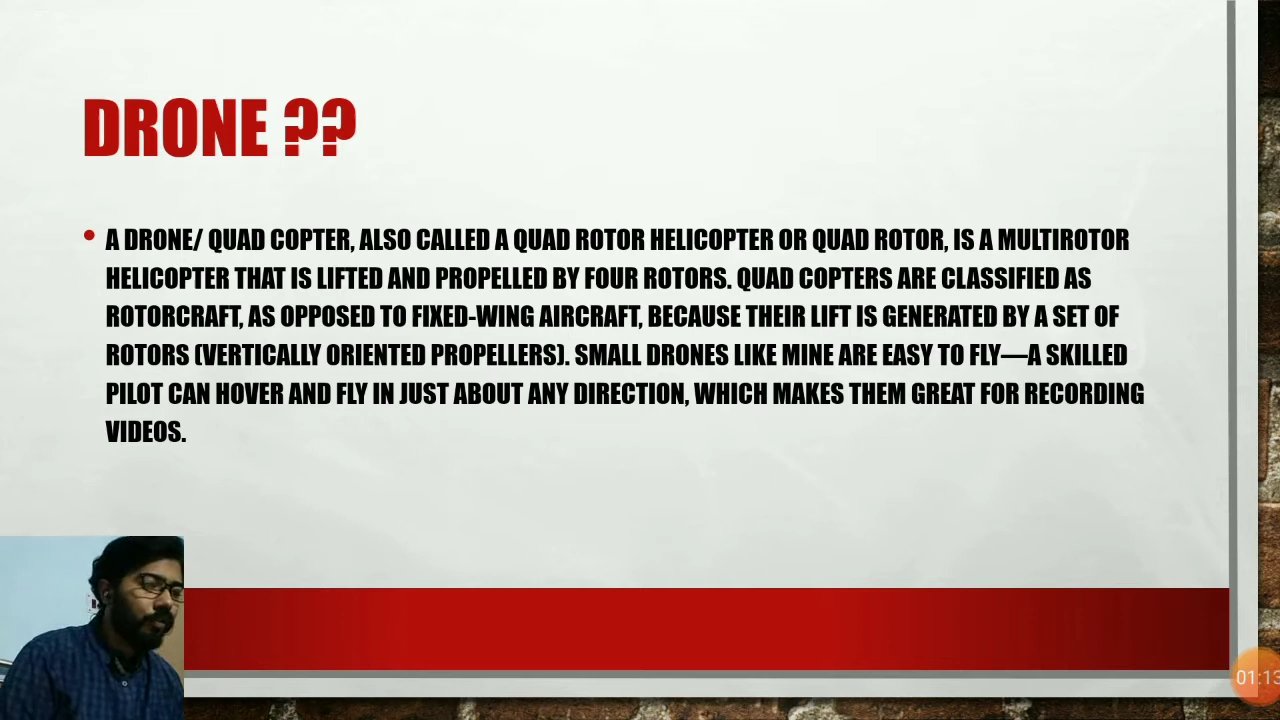 DRONE ??
• A DRONE/ QUAD COPTER, ALSO CALLED A QUAD ROTOR HELICOPTER OR QUAD ROTOR, IS A MULTIROTOR
HELICOPTER THAT IS LIFTED AND PROPELLED BY FOUR ROTORS. QUAD COPTERS ARE CLASSIFIED AS
ROTORCRAFT, AS OPPOSED TO FIXED-WING AIRCRAFT, BECAUSE THEIR LIFT IS GENERATED BY A SET OF
ROTORS (VERTICALLY ORIENTED PROPELLERS). SMALL DRONES LIKE MINE ARE EASY TO FLY—A SKILLED
PILOT CAN HOVER AND FLY IN JUST ABOUT ANY DIRECTION, WHICH MAKES THEM GREAT FOR RECORDING
VIDEOS.
01:13